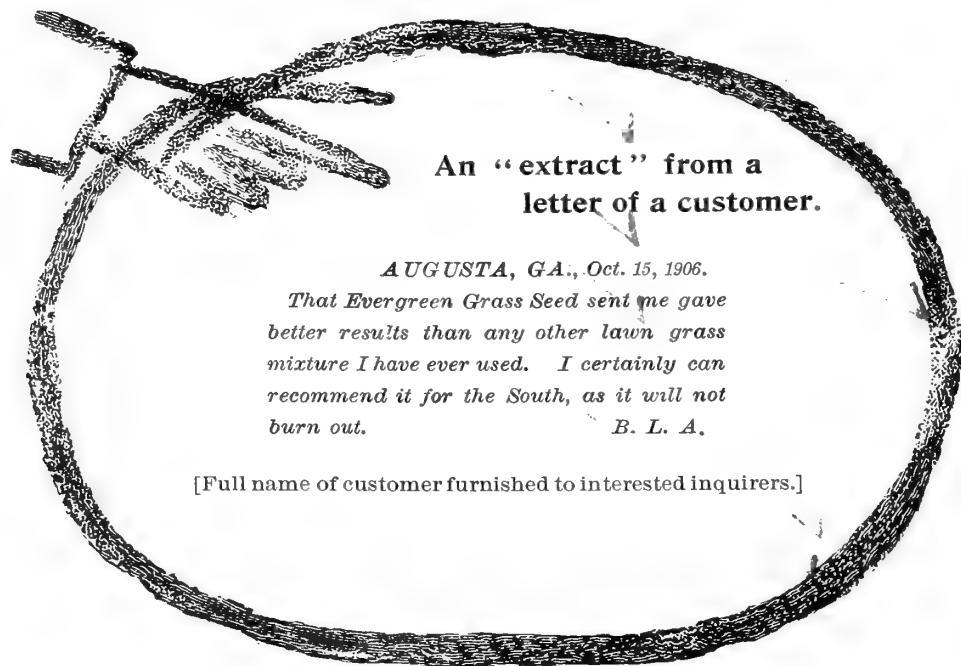 An “extract” from a
letter of a customer.
AUGUSTA, GA., Oct. 15, 1906.
That Evergreen Grass Seed sent me gave
better results than any other lawn grass
mixture I have ever used. I certainly can
recommend it for the South, as it will not
burn out. B. L. A.
[Full name of customer furnished to interested inquirers.]